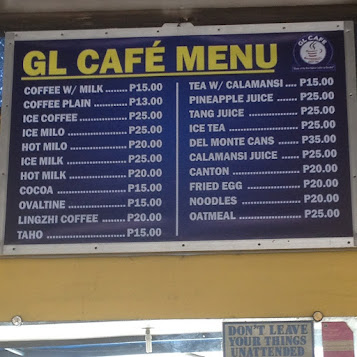 GL CAFÉ MENU
GL CAFE
COFFEE W/ MILK ....... P15.00
COFFEE PLAIN ........... P13.00
ICE COFFEE ............... P25.00
ICE MILO .................... P25.00
HOT MILO .................. P20.00
ICE MILK .................... P25.00
HOT MILK ................... P20.00
COCOA ....................... P15.00
OVALTINE ................... P15.00
LINGZHI COFFEE ....... P20.00
TAHO .......................... P15.00
TEA W/ CALAMANSI .... P15.00
PINEAPPLE JUICE ...... P25.00
TANG JUICE ................ P25.00
ICE TEA ...................... P25.00
DEL MONTE CANS ...... P35.00
CALAMANSI JUICE ..... P25.00
CANTON ..................... P20.00
FRIED EGG ................. P20.00
NOODLES ................... P20.00
OATMEAL .................... P25.00
DON'T LEAVE
YOUR THINGS
UNATTENDED